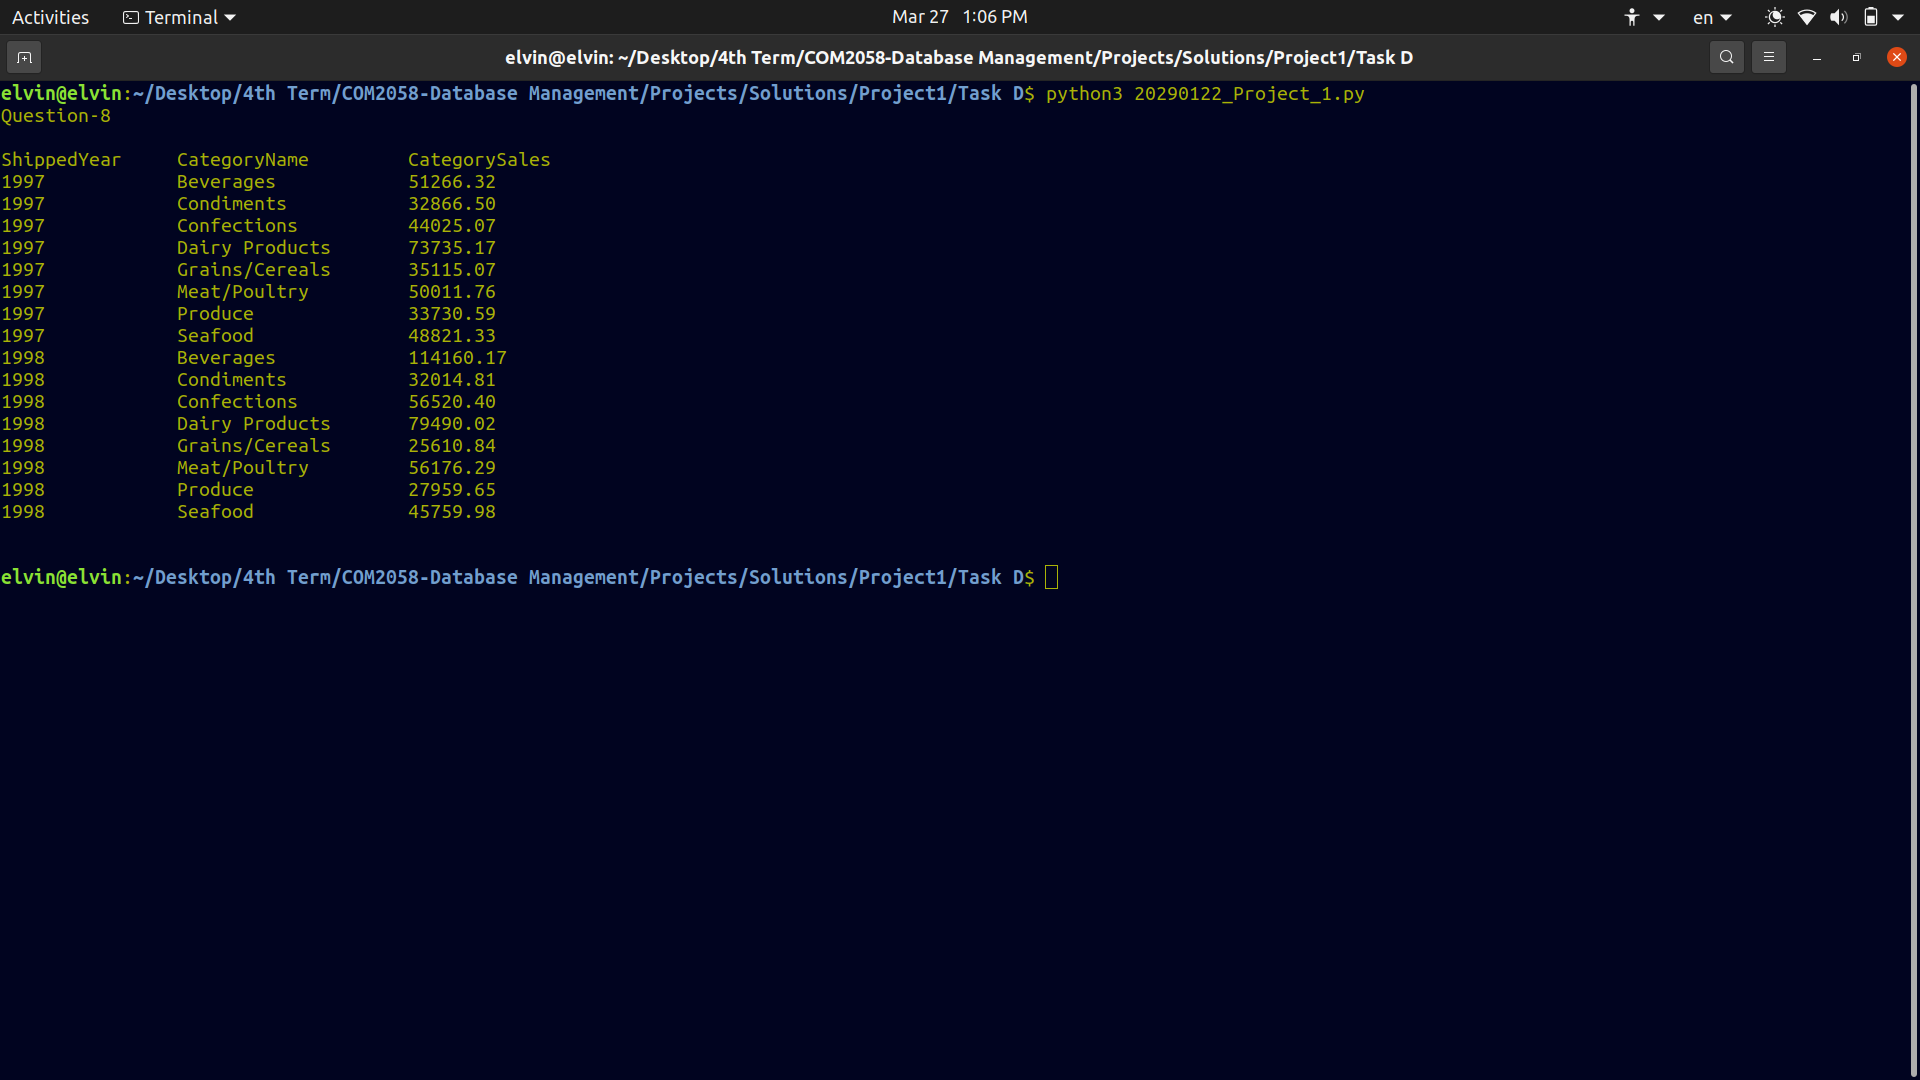 Activities Terminal Mar 27 1:06 PM en
elvin@elvin: ~/Desktop/4th Term/COM2058-Database Management/Projects/Solutions/Project1/Task D
elvin@elvin:~/Desktop/4th Term/COM2058-Database Management/Projects/Solutions/Project1/Task D$ python3 20290122_Project_1.py
Question-8
ShippedYear CategoryName CategorySales
1997 Beverages 51266.32
1997 Condiments 32866.50
1997 Confections 44025.07
1997 Dairy Products 73735.17
1997 Grains/Cereals 35115.07
1997 Meat/Poultry 50011.76
1997 Produce 33730.59
1997 Seafood 48821.33
1998 Beverages 114160.17
1998 Condiments 32014.81
1998 Confections 56520.40
1998 Dairy Products 79490.02
1998 Grains/Cereals 25610.84
1998 Meat/Poultry 56176.29
1998 Produce 27959.65
1998 Seafood 45759.98
elvin@elvin:~/Desktop/4th Term/COM2058-Database Management/Projects/Solutions/Project1/Task D$